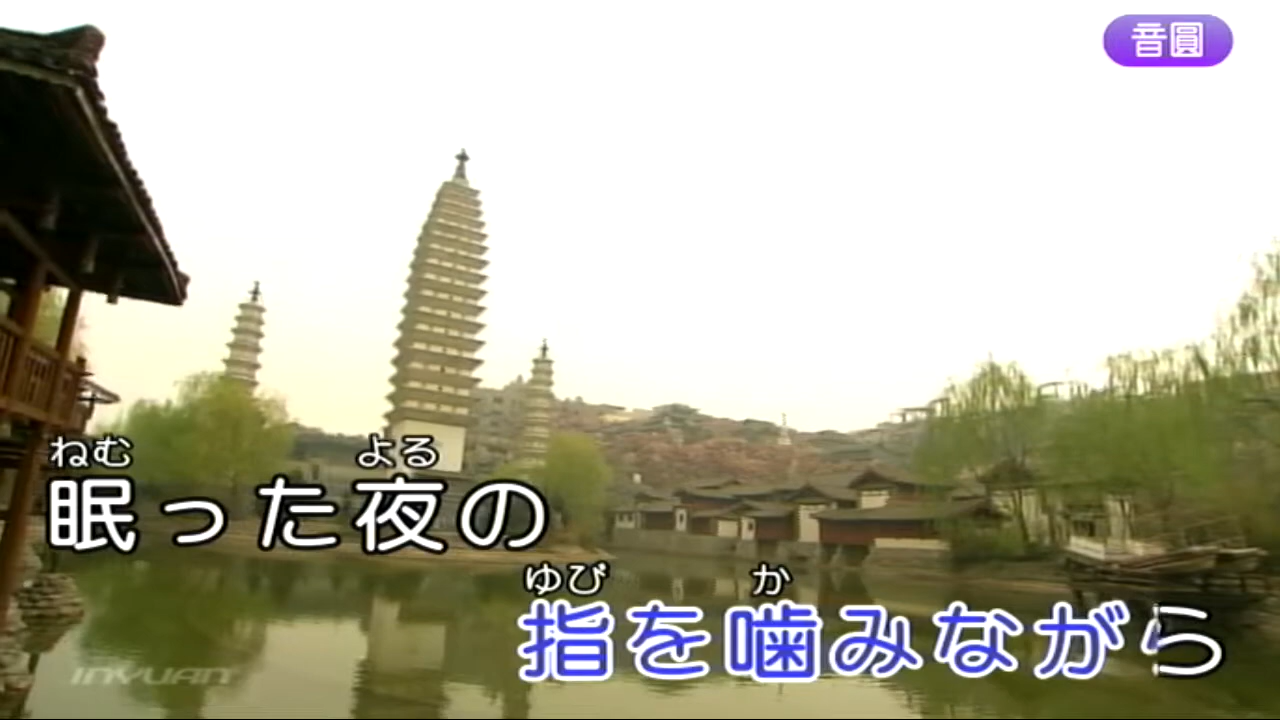 音圓
ねむ よる
眠った夜の
ゆび か
指を噛みながら
INYUAN